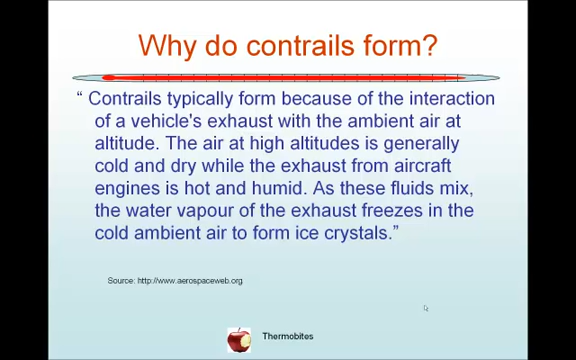 Why do contrails form?
“ Contrails typically form because of the interaction
of a vehicle's exhaust with the ambient air at
altitude. The air at high altitudes is generally
cold and dry while the exhaust from aircraft
engines is hot and humid. As these fluids mix,
the water vapour of the exhaust freezes in the
cold ambient air to form ice crystals.”
Source: http://www.aerospaceweb.org
Thermobites